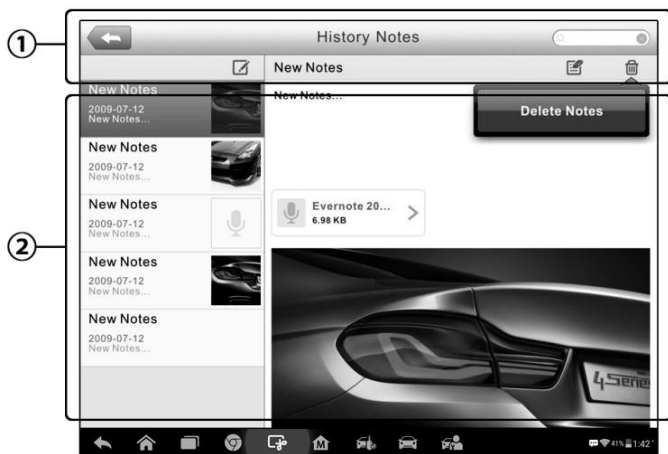 ①
History Notes
New Notes
New Notes
2009-07-12
New Notes...
New Notes...
Delete Notes
New Notes
2009-07-12
New Notes...
②
New Notes
2009-07-12
New Notes...
Evernote 20...
6.98 KB
New Notes
2009-07-12
New Notes...
New Notes
2009-07-12
New Notes...
4Series
M
41% 1:42